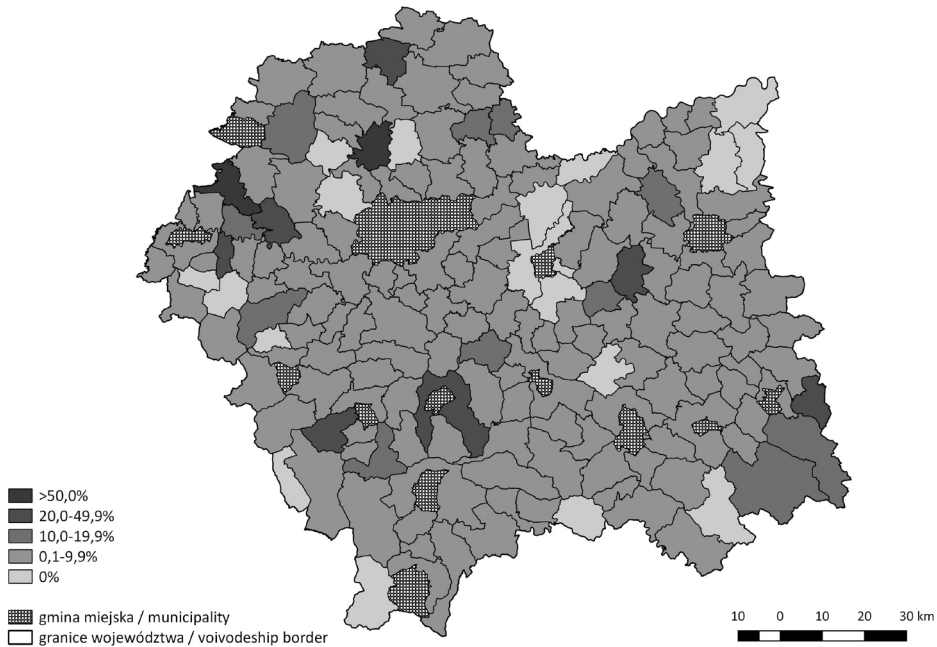 >50,0%
20,0-49,9%
10,0-19,9%
0,1-9,9%
0%
gmina miejska / municipality
granice województwa / voivodeship border
10 0 10 20 30 km